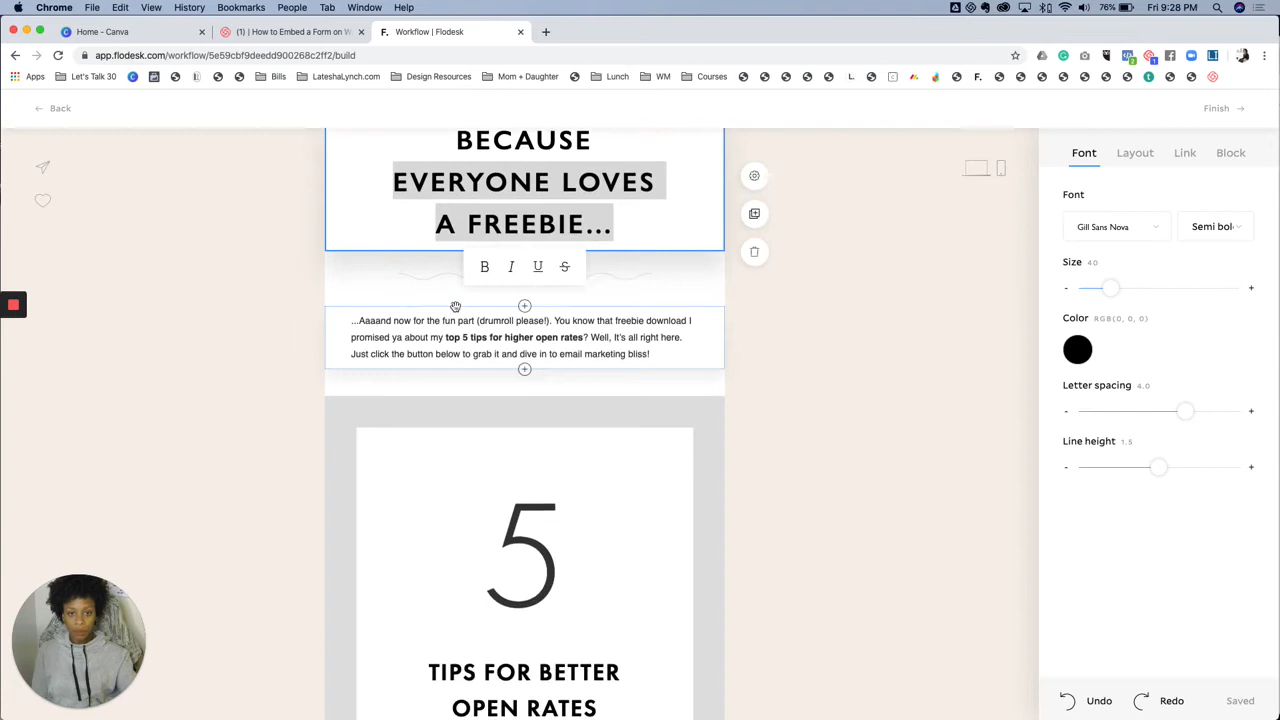 Chrome File Edit View History Bookmarks People Tab Window Help
76% Fri 9:28 PM
Home - Canva
(1) | How to Embed a Form on W
F. Workflow | Flodesk
app.flodesk.com/workflow/5e59cbf9deedd900268c2ff2/build
Apps Let's Talk 30 Bills LateshaLynch.com Design Resources Mom + Daughter Lunch WM Courses L. F.
Back
Finish
BECAUSE
EVERYONE LOVES
A FREEBIE...
B I U S
...Aaaand now for the fun part (drumroll please!). You know that freebie download I
promised ya about my top 5 tips for higher open rates? Well, It's all right here.
Just click the button below to grab it and dive in to email marketing bliss!
5
TIPS FOR BETTER
OPEN RATES
Font Layout Link Block
Font
Gill Sans Nova Semi bol
Size 40
- +
Color RGB(0, 0, 0)
Letter spacing 4.0
- +
Line height 1.5
- +
Undo Redo Saved